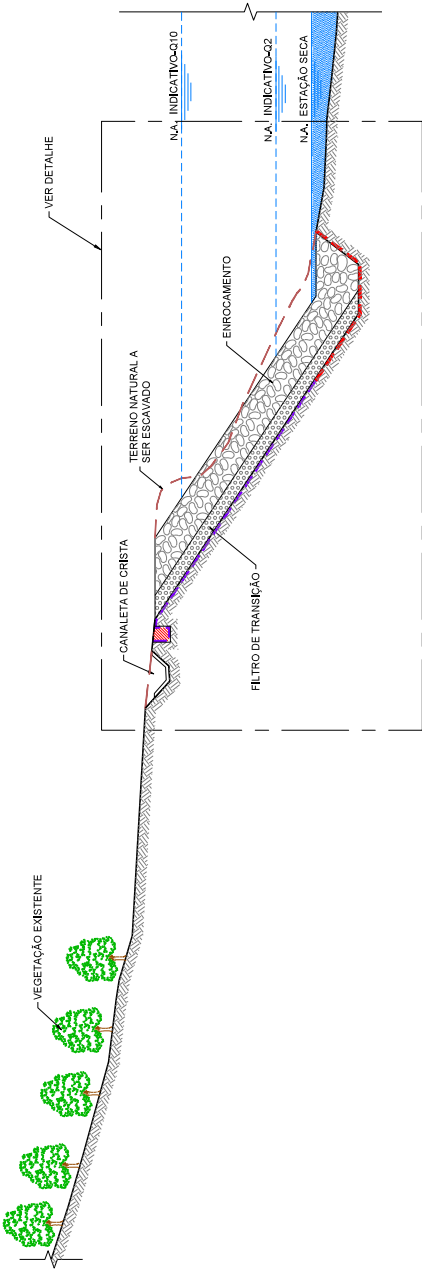 VEGETAÇÃO EXISTENTE
CANALETA DE CRISTA
TERRENO NATURAL A
SER ESCAVADO
VER DETALHE
N.A. INDICATIVO-Q10
N.A. INDICATIVO-Q2
N.A. ESTAÇÃO SECA
ENROCAMENTO
FILTRO DE TRANSIÇÃO